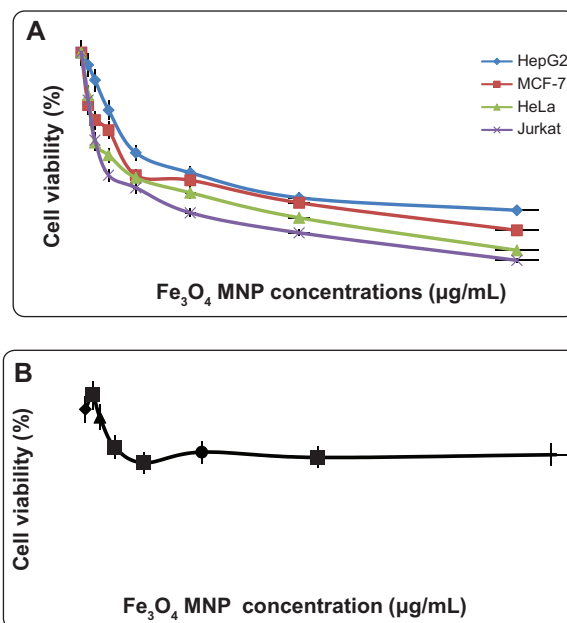 A
HepG2
MCF-7
HeLa
Jurkat
Cell viability (%)
Fe₃O₄ MNP concentrations (µg/mL)
B
Cell viability (%)
Fe₃O₄ MNP concentration (µg/mL)